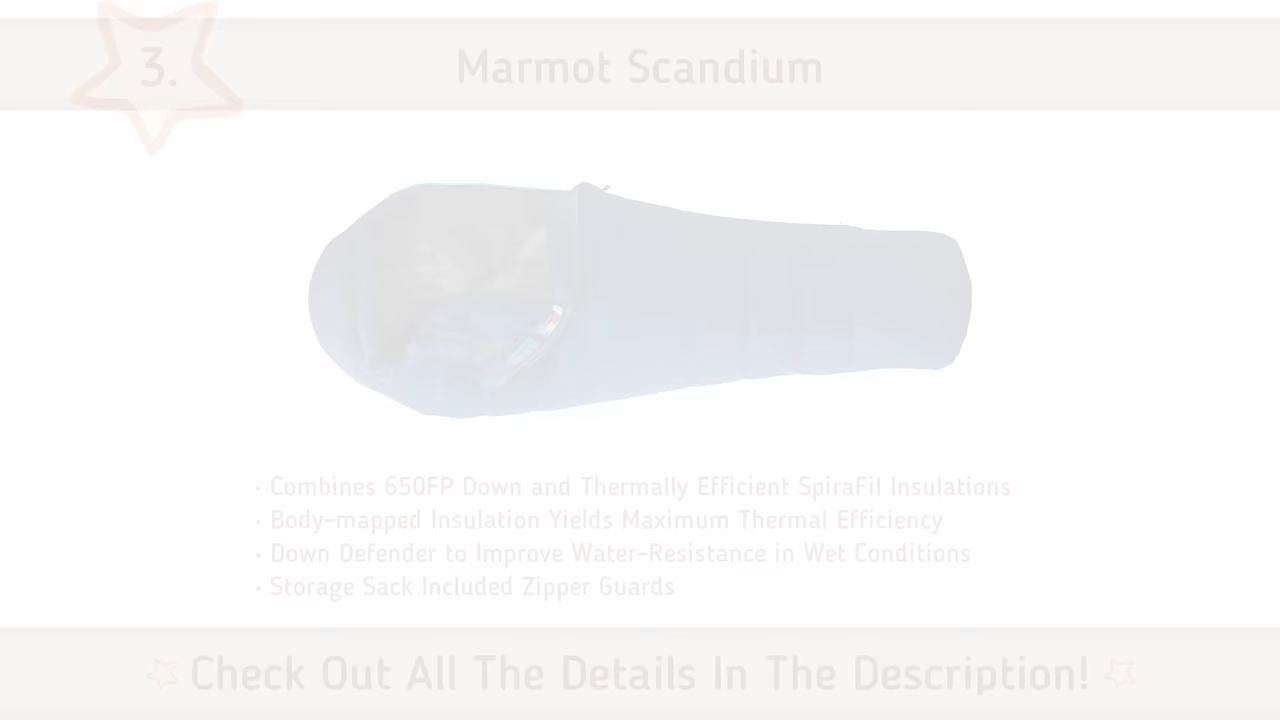 3.
Marmot Scandium
• Combines 650FP Down and Thermally Efficient SpiraFil Insulations
• Body-mapped Insulation Yields Maximum Thermal Efficiency
• Down Defender to Improve Water-Resistance in Wet Conditions
• Storage Sack Included Zipper Guards
Check Out All The Details In The Description!